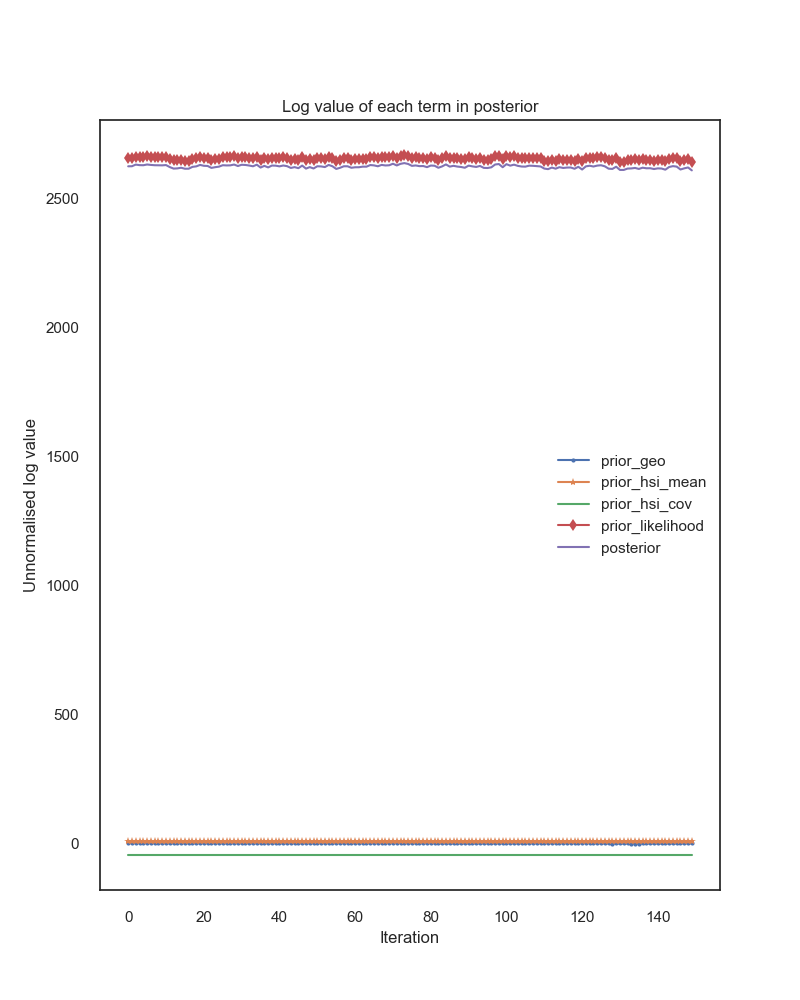 Log value of each term in posterior
Unnormalised log value
2500
2000
1500
1000
500
0
prior_geo
prior_hsi_mean
prior_hsi_cov
prior_likelihood
posterior
0 20 40 60 80 100 120 140
Iteration